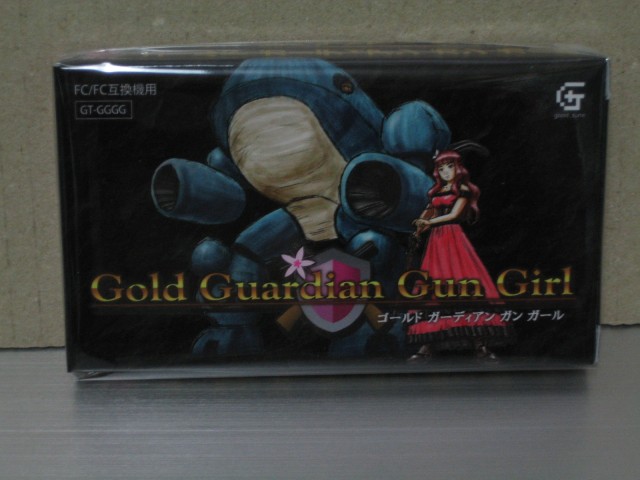 FC/FC互換機用
GT-GGGG
Gold Guardian Gun Girl
ゴールド ガーディアン ガン ガール